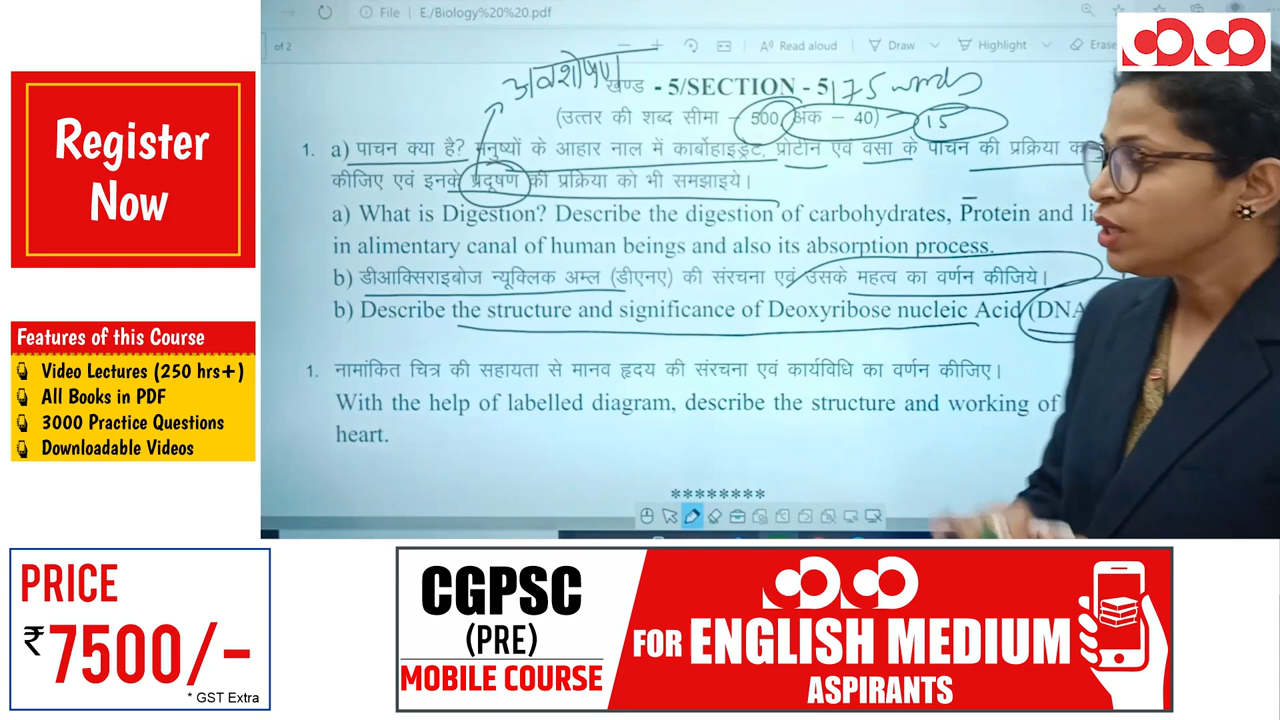 File | E:/Biology%20%20.pdf
of 2
Read aloud
Draw
Highlight
Erase
अवशोषण
खण्ड - 5/SECTION - 5
175 words
(उत्तर की शब्द सीमा - 500 अंक - 40)
15
1. a) पाचन क्या है? मनुष्यों के आहार नाल में कार्बोहाइड्रेट, प्रोटीन एवं वसा के पाचन की प्रक्रिया का
कीजिए एवं इनके प्रदूषण की प्रक्रिया को भी समझाइये।
a) What is Digestion? Describe the digestion of carbohydrates, Protein and li
in alimentary canal of human beings and also its absorption process.
b) डीआक्सिराइबोज न्यूक्लिक अम्ल (डीएनए) की संरचना एवं उसके महत्व का वर्णन कीजिये।
b) Describe the structure and significance of Deoxyribose nucleic Acid (DNA
1. नामांकित चित्र की सहायता से मानव हृदय की संरचना एवं कार्यविधि का वर्णन कीजिए।
With the help of labelled diagram, describe the structure and working of
heart.
********
Register
Now
Features of this Course
Video Lectures (250 hrs+)
All Books in PDF
3000 Practice Questions
Downloadable Videos
PRICE
₹7500/-
* GST Extra
CGPSC
(PRE)
MOBILE COURSE
FOR ENGLISH MEDIUM
ASPIRANTS